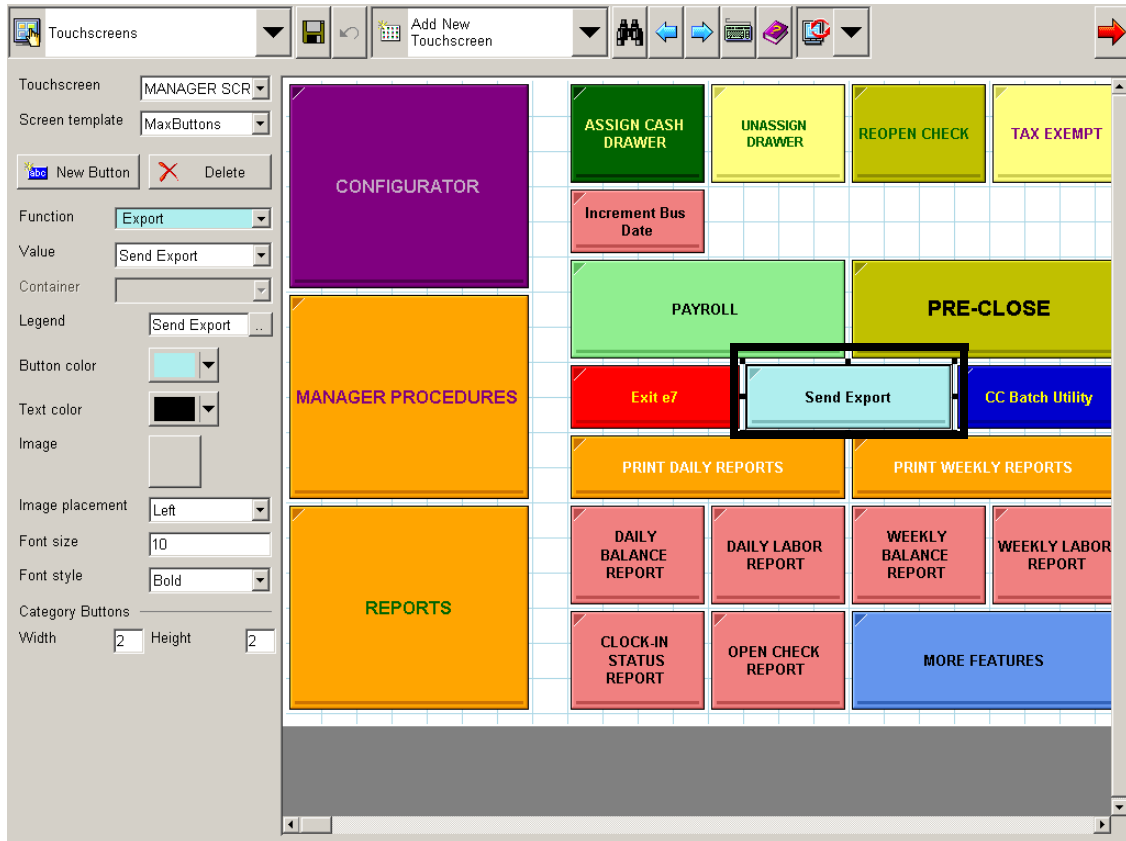 Touchscreens
Add New
Touchscreen
Touchscreen
MANAGER SCR
Screen template
MaxButtons
abc New Button
Delete
Function
Export
Value
Send Export
Container
Legend
Send Export
..
Button color
Text color
Image
Image placement
Left
Font size
10
Font style
Bold
Category Buttons
Width
2
Height
2
CONFIGURATOR
MANAGER PROCEDURES
REPORTS
ASSIGN CASH
DRAWER
UNASSIGN
DRAWER
REOPEN CHECK
TAX EXEMPT
Increment Bus
Date
PAYROLL
PRE-CLOSE
Exit e7
Send Export
CC Batch Utility
PRINT DAILY REPORTS
PRINT WEEKLY REPORTS
DAILY
BALANCE
REPORT
DAILY LABOR
REPORT
WEEKLY
BALANCE
REPORT
WEEKLY LABOR
REPORT
CLOCK-IN
STATUS
REPORT
OPEN CHECK
REPORT
MORE FEATURES